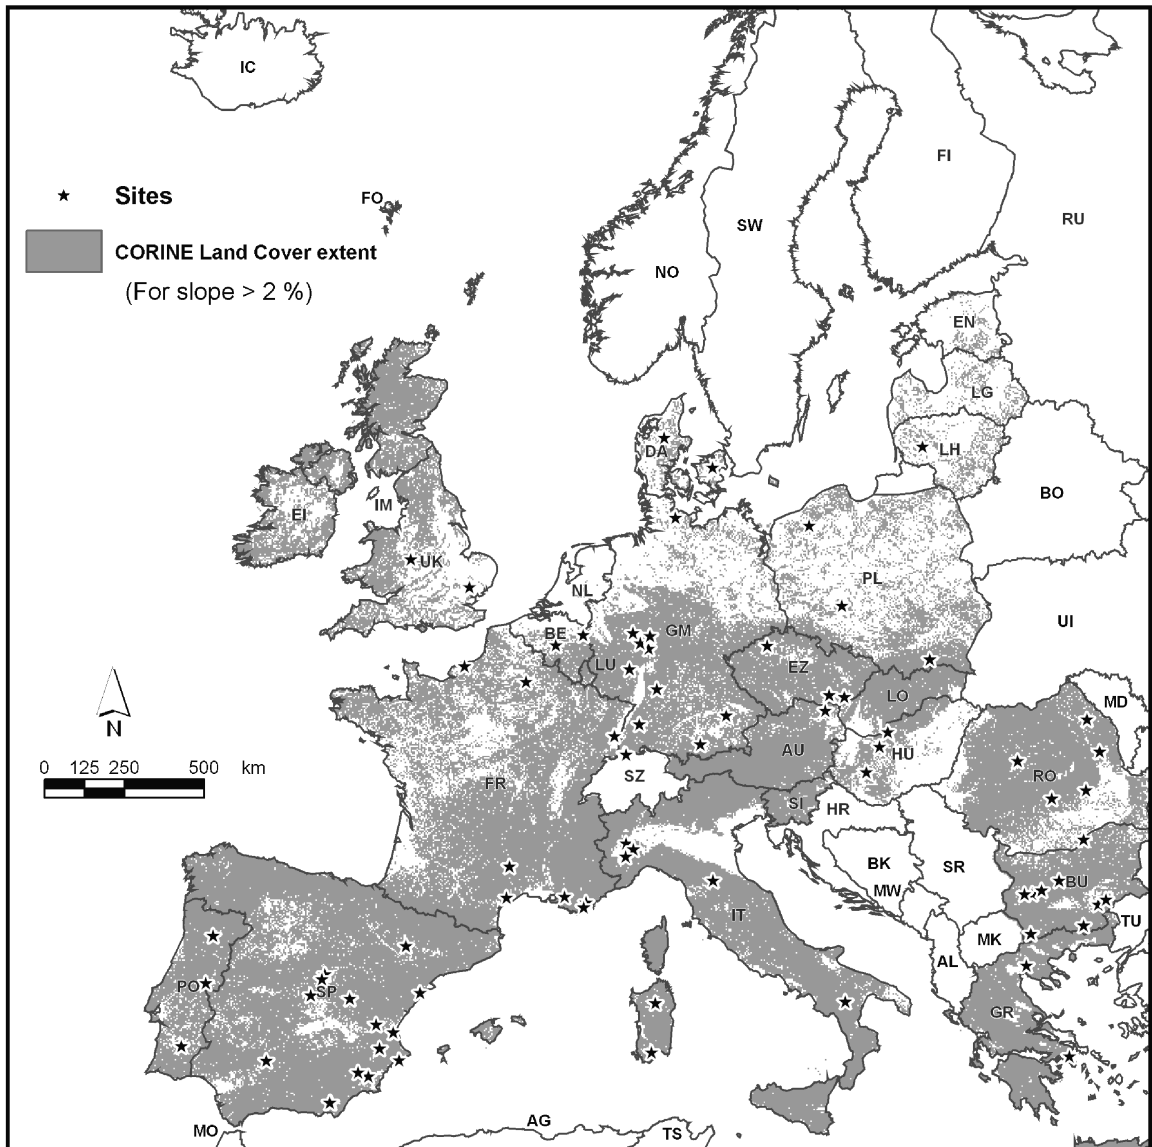 IC
FO
Sites
CORINE Land Cover extent
(For slope > 2 %)
FI
RU
SW
NO
EN
LG
LH
BO
DA
IM
EI
UK
NL
PL
UI
BE
GM
LU
EZ
LO
MD
N
0 125 250 500 km
FR
SZ
AU
HU
RO
SI
HR
BK
SR
MW
BU
IT
MK
AL
TU
PO
SP
GR
MO
AG
TS